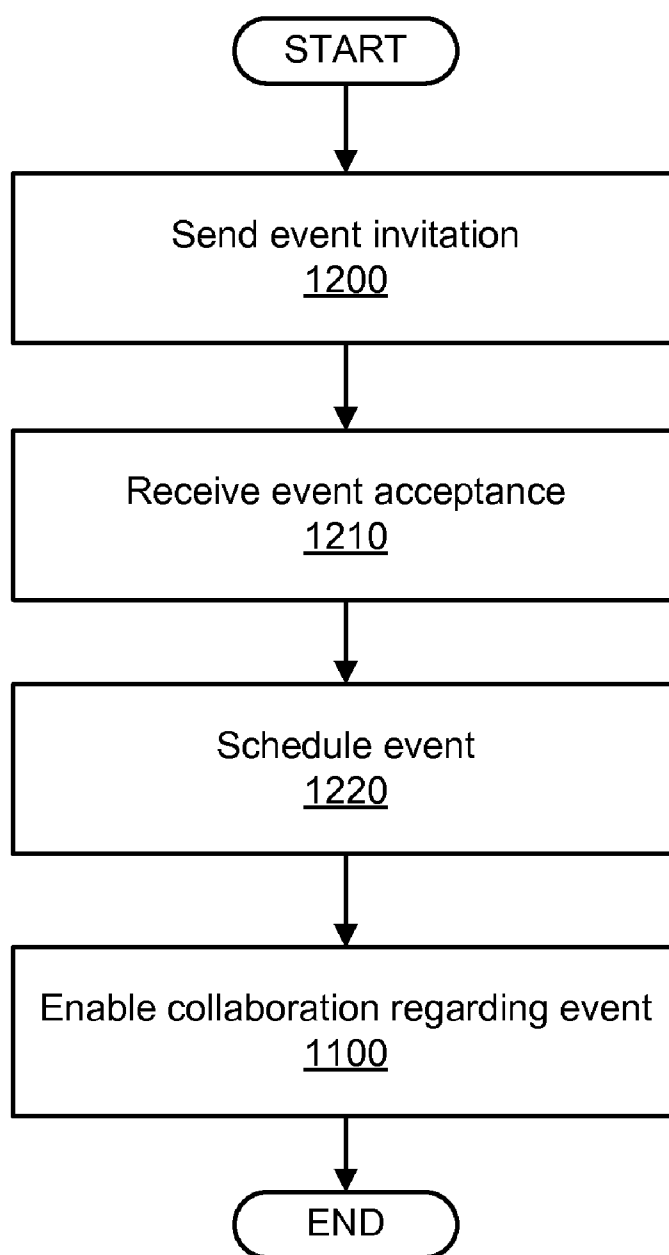 START
Send event invitation
1200
Receive event acceptance
1210
Schedule event
1220
Enable collaboration regarding event
1100
END